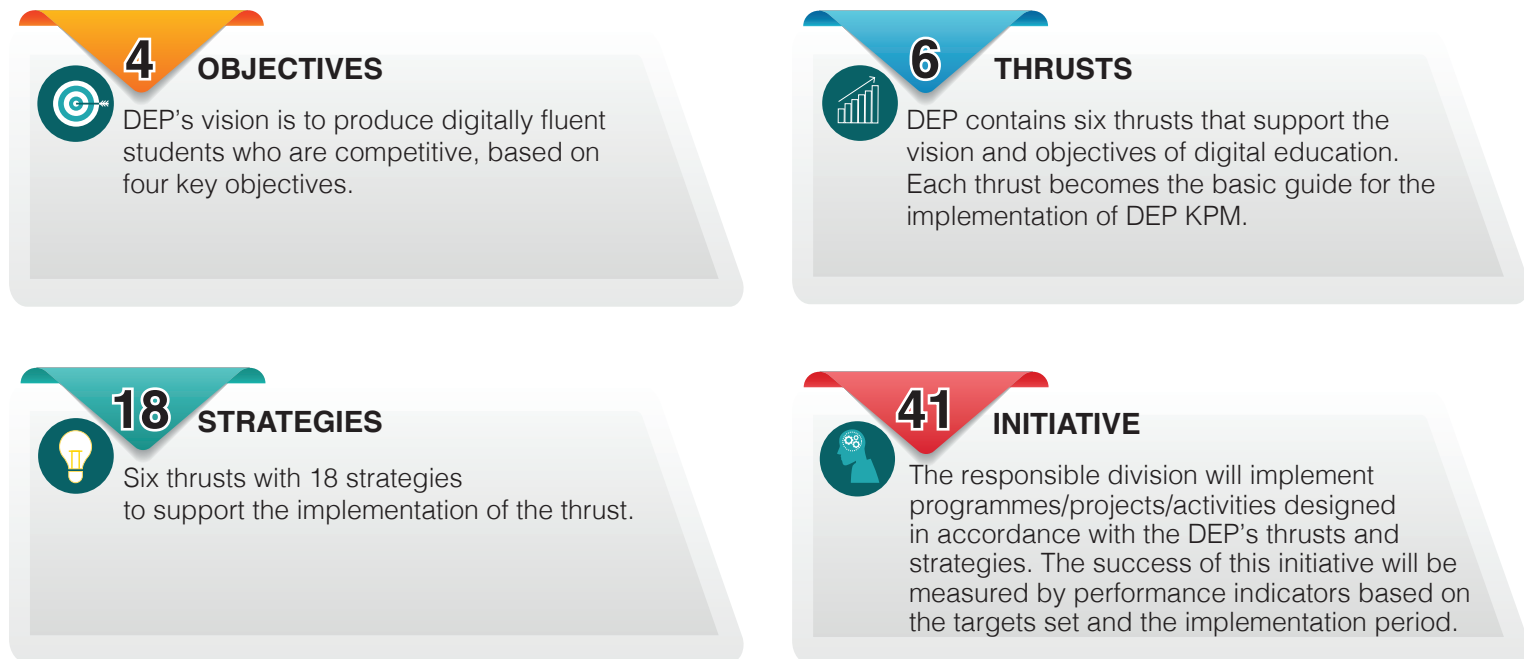 4
OBJECTIVES
DEP’s vision is to produce digitally fluent
students who are competitive, based on
four key objectives.
6
THRUSTS
DEP contains six thrusts that support the
vision and objectives of digital education.
Each thrust becomes the basic guide for the
implementation of DEP KPM.
18
STRATEGIES
Six thrusts with 18 strategies
to support the implementation of the thrust.
41
INITIATIVE
The responsible division will implement
programmes/projects/activities designed
in accordance with the DEP’s thrusts and
strategies. The success of this initiative will be
measured by performance indicators based on
the targets set and the implementation period.